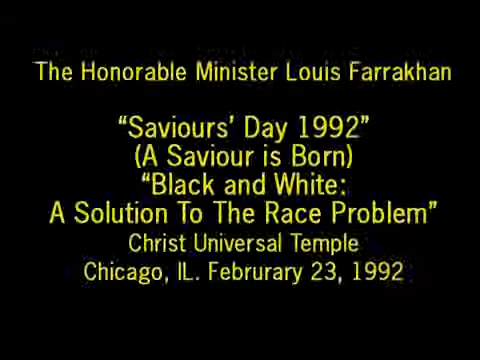 The Honorable Minister Louis Farrakhan
“Saviours’ Day 1992”
(A Saviour is Born)
“Black and White:
A Solution To The Race Problem”
Christ Universal Temple
Chicago, IL. Februrary 23, 1992